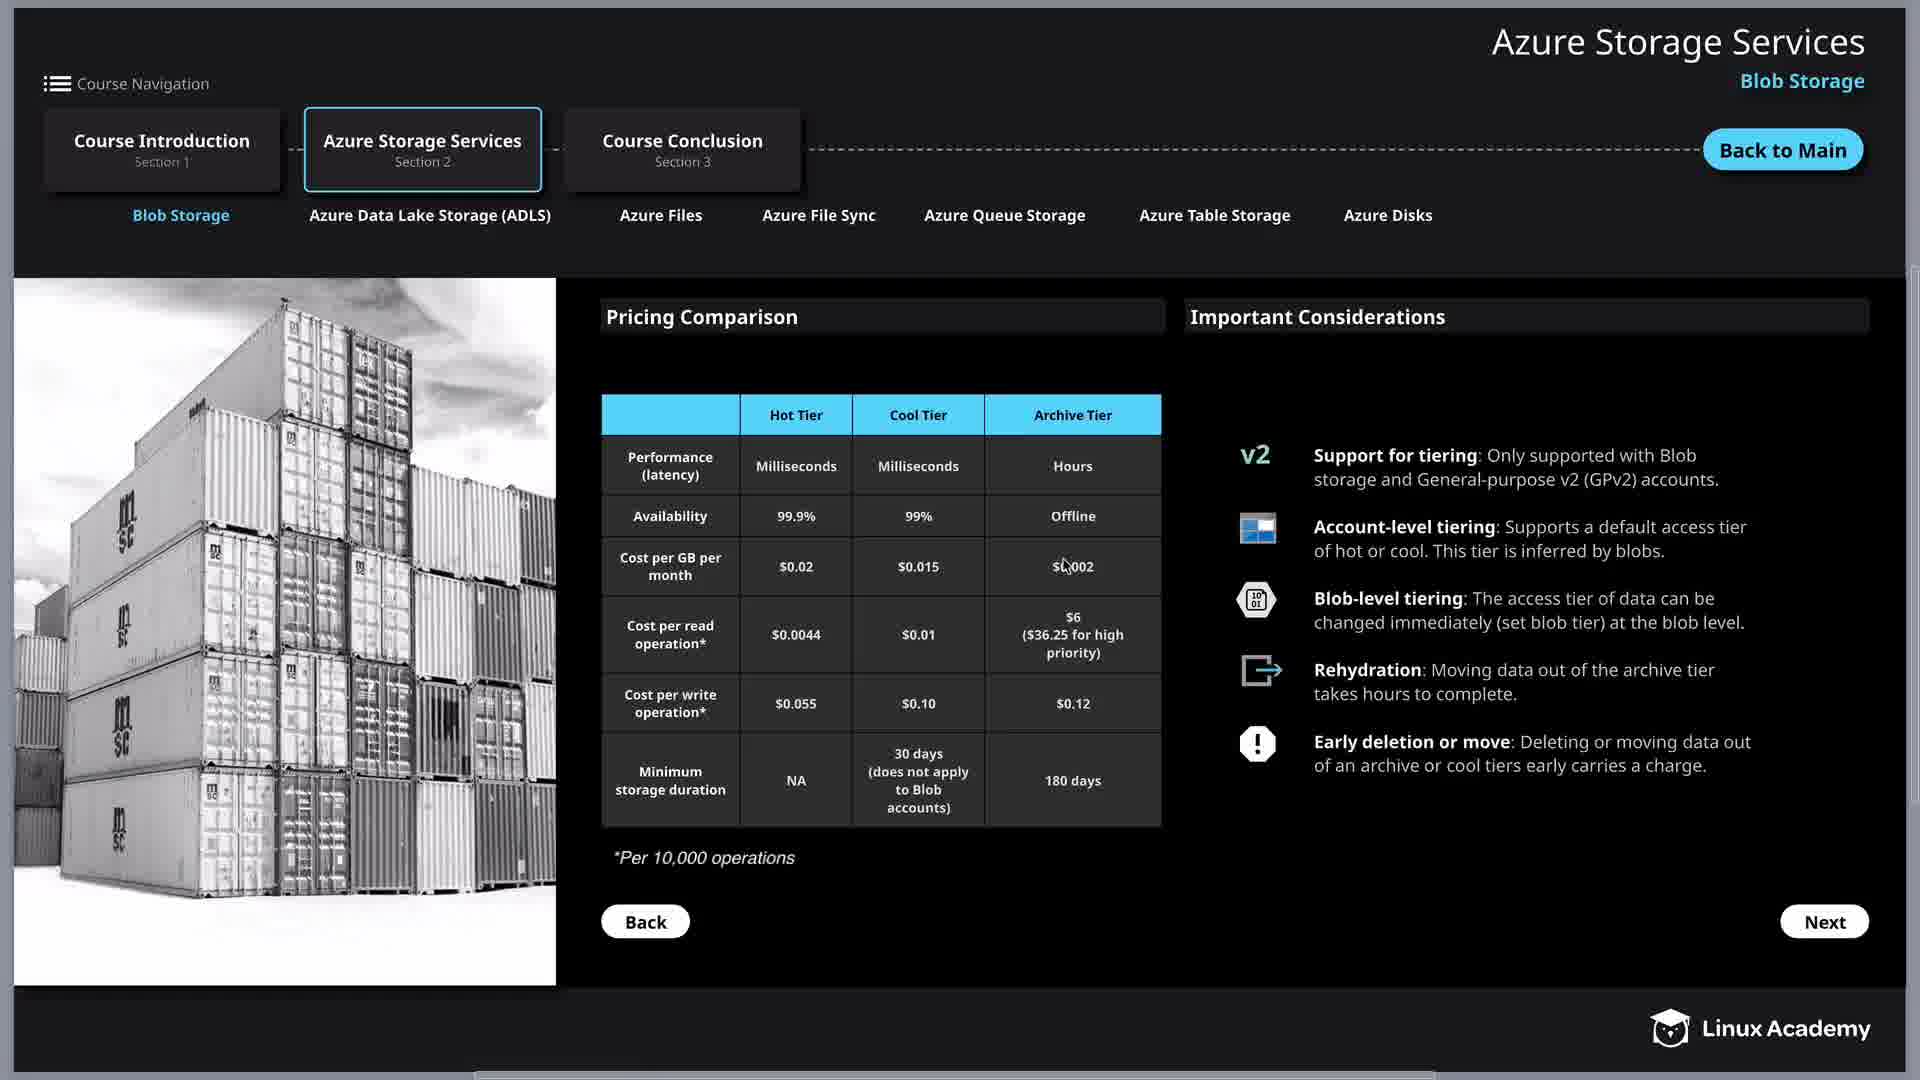 Azure Storage Services
Blob Storage
Course Navigation
Course Introduction
Section 1
Azure Storage Services
Section 2
Course Conclusion
Section 3
Back to Main
Blob Storage
Azure Data Lake Storage (ADLS)
Azure Files
Azure File Sync
Azure Queue Storage
Azure Table Storage
Azure Disks
Pricing Comparison
Hot Tier
Cool Tier
Archive Tier
Performance
(latency)
Milliseconds
Milliseconds
Hours
Availability
99.9%
99%
Offline
Cost per GB per
month
$0.02
$0.015
Cost per read
operation*
$0.0044
$0.01
$6
($36.25 for high
priority)
Cost per write
operation*
$0.055
$0.10
$0.12
Minimum
storage duration
NA
30 days
(does not apply
to Blob
accounts)
180 days
*Per 10,000 operations
Important Considerations
v2
Support for tiering: Only supported with Blob
storage and General-purpose v2 (GPv2) accounts.
Account-level tiering: Supports a default access tier
of hot or cool. This tier is inferred by blobs.
10
01
Blob-level tiering: The access tier of data can be
changed immediately (set blob tier) at the blob level.
Rehydration: Moving data out of the archive tier
takes hours to complete.
!
Early deletion or move: Deleting or moving data out
of an archive or cool tiers early carries a charge.
Back
Next
Linux Academy
m
sc
m
sc
m
sc
m
sc